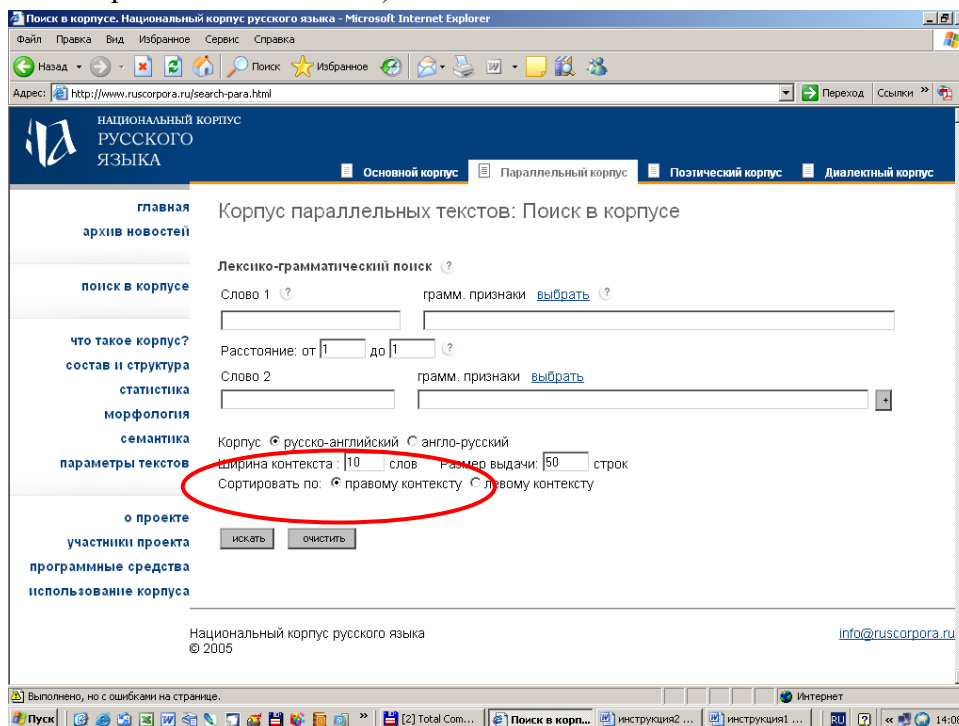 Поиск в корпусе. Национальный корпус русского языка - Microsoft Internet Explorer
Файл Правка Вид Избранное Сервис Справка
Назад Поиск Избранное
Адрес: http://www.ruscorpora.ru/search-para.html Переход Ссылки »
НАЦИОНАЛЬНЫЙ КОРПУС
РУССКОГО
ЯЗЫКА
Основной корпус Параллельный корпус Поэтический корпус Диалектный корпус
главная
архив новостей
поиск в корпусе
что такое корпус?
состав и структура
статистика
морфология
семантика
параметры текстов
о проекте
участники проекта
программные средства
использование корпуса
Корпус параллельных текстов: Поиск в корпусе
Лексико-грамматический поиск ?
Слово 1 ? грамм. признаки выбрать ?
Расстояние: от 1 до 1 ?
Слово 2 грамм. признаки выбрать
+
Корпус русско-английский англо-русский
Ширина контекста : 10 слов Размер выдачи: 50 строк
Сортировать по: правому контексту левому контексту
искать очистить
Национальный корпус русского языка info@ruscorpora.ru
© 2005
Выполнено, но с ошибками на странице. Интернет
Пуск » [2] Total Com... Поиск в корп... инструкция2 ... инструкция1 ... RU ? « 14:08